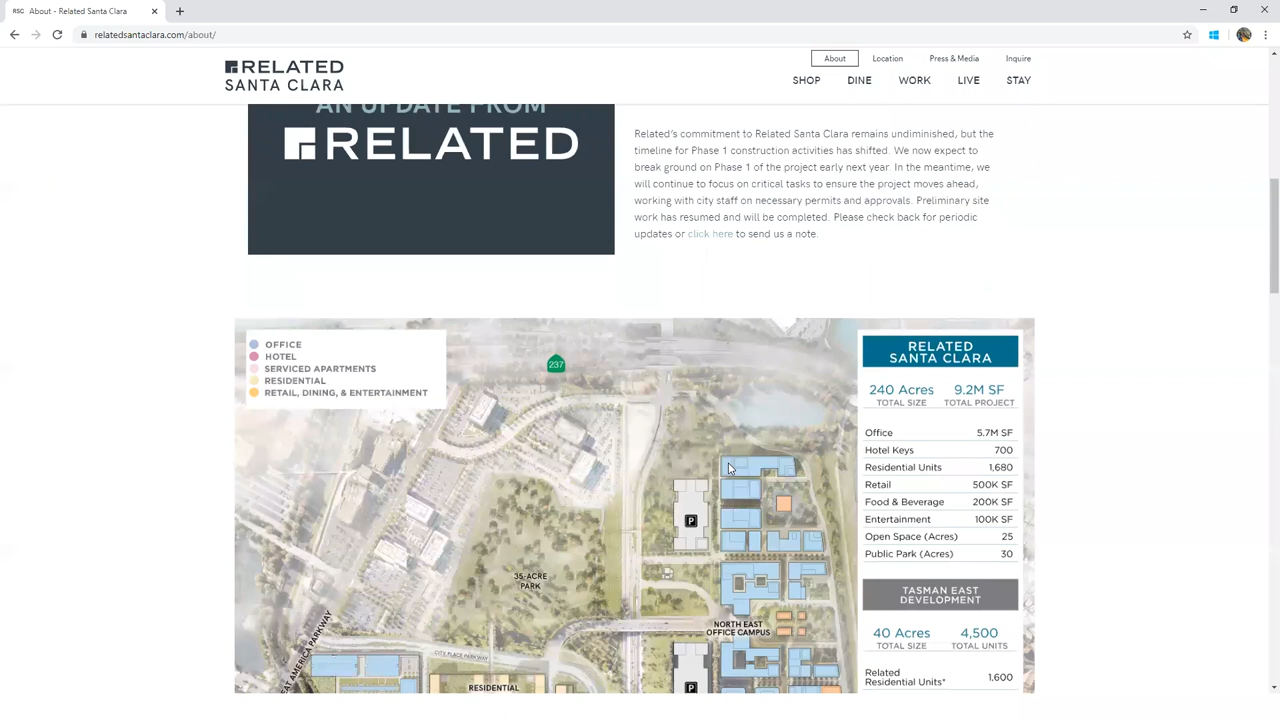 RSC About - Related Santa Clara
relatedsantaclara.com/about/
RELATED
SANTA CLARA
About Location Press & Media Inquire
SHOP DINE WORK LIVE STAY
AN UPDATE FROM
RELATED
Related's commitment to Related Santa Clara remains undiminished, but the
timeline for Phase 1 construction activities has shifted. We now expect to
break ground on Phase 1 of the project early next year. In the meantime, we
will continue to focus on critical tasks to ensure the project moves ahead,
working with city staff on necessary permits and approvals. Preliminary site
work has resumed and will be completed. Please check back for periodic
updates or click here to send us a note.
OFFICE
HOTEL
SERVICED APARTMENTS
RESIDENTIAL
RETAIL, DINING, & ENTERTAINMENT
237
P
35-ACRE
PARK
NORTH EAST
OFFICE CAMPUS
CITY PLACE PARKWAY
EAT AMERICA PARKWAY
RESIDENTIAL
P
RELATED
SANTA CLARA
240 Acres 9.2M SF
TOTAL SIZE TOTAL PROJECT
Office 5.7M SF
Hotel Keys 700
Residential Units 1,680
Retail 500K SF
Food & Beverage 200K SF
Entertainment 100K SF
Open Space (Acres) 25
Public Park (Acres) 30
TASMAN EAST
DEVELOPMENT
40 Acres 4,500
TOTAL SIZE TOTAL UNITS
Related
Residential Units* 1,600